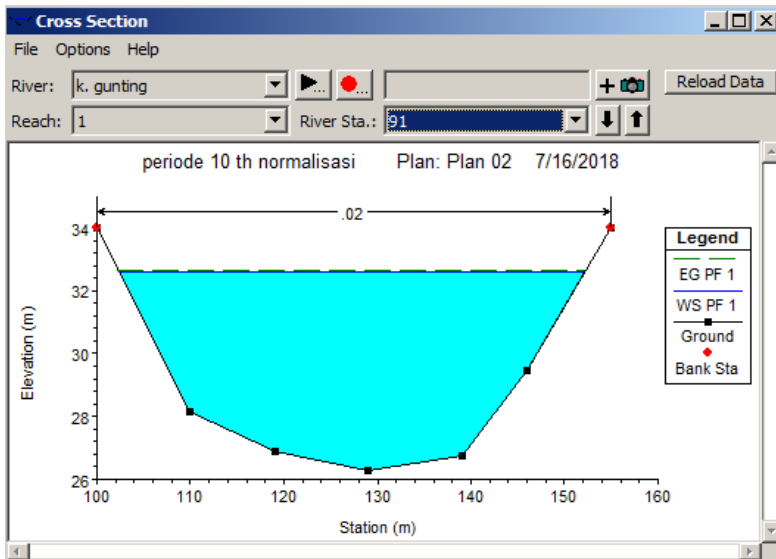 Cross Section
File Options Help
River: k. gunting
Reload Data
Reach: 1 River Sta.: 91
periode 10 th normalisasi Plan: Plan 02 7/16/2018
.02
34
32
30
28
26
Elevation (m)
100 110 120 130 140 150 160
Station (m)
Legend
EG PF 1
WS PF 1
Ground
Bank Sta